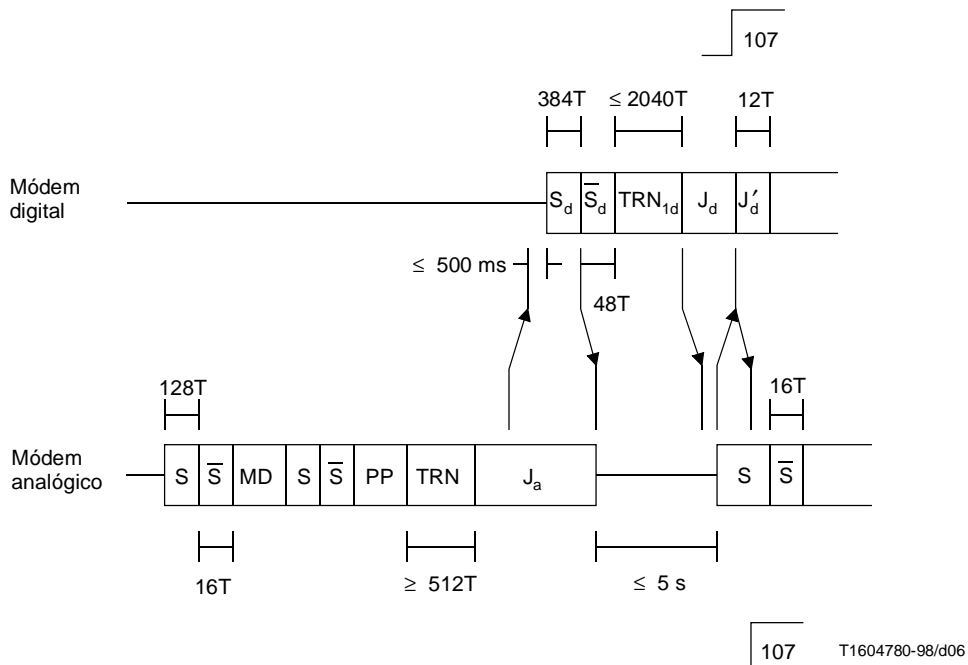 107
384T ≤ 2040T 12T
Módem
digital
S_d S̅_d TRN_1d J_d J′_d
≤ 500 ms
48T
128T 16T
Módem
analógico
S S̅ MD S S̅ PP TRN J_a S S̅
16T ≥ 512T ≤ 5 s
107 T1604780-98/d06